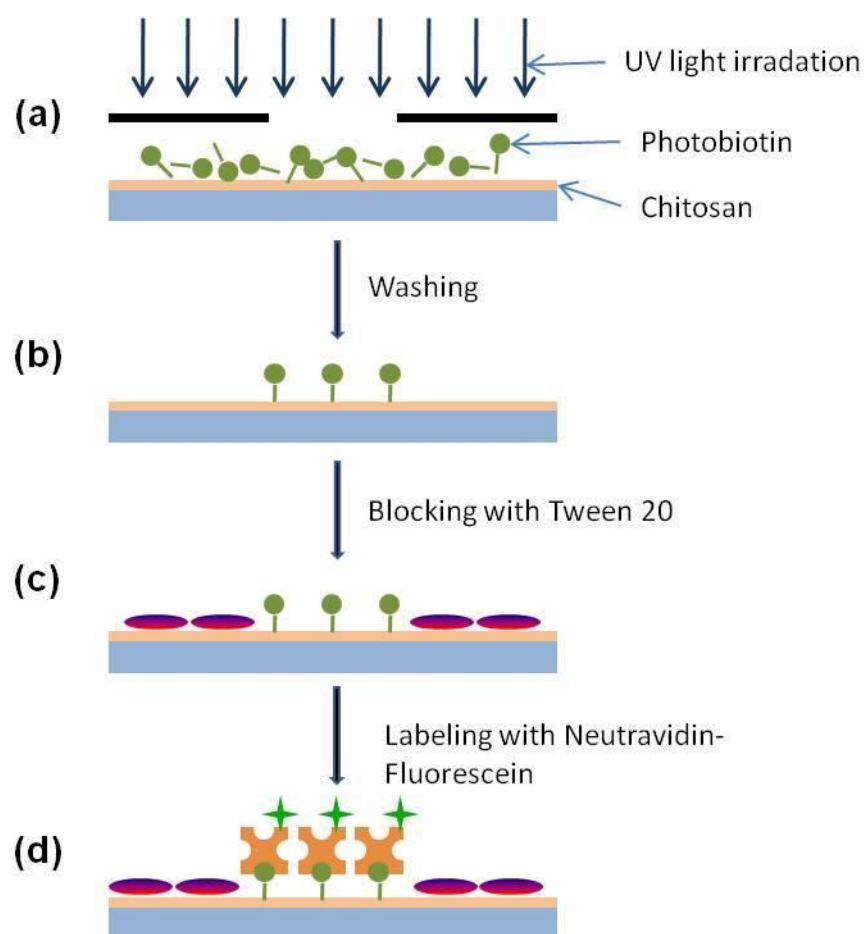 UV light irradation
(a)
Photobiotin
Chitosan
Washing
(b)
Blocking with Tween 20
(c)
Labeling with Neutravidin-
Fluorescein
(d)